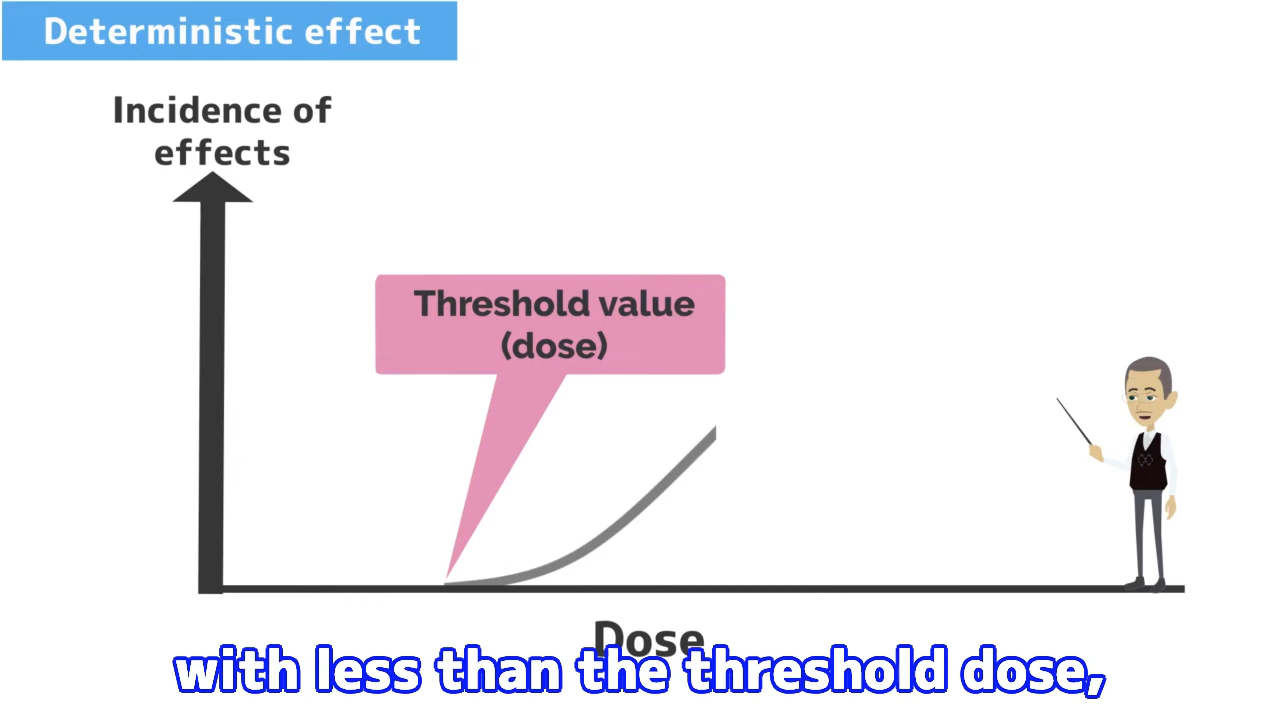 Deterministic effect
Incidence of
effects
Threshold value
(dose)
Dose
with less than the threshold dose,